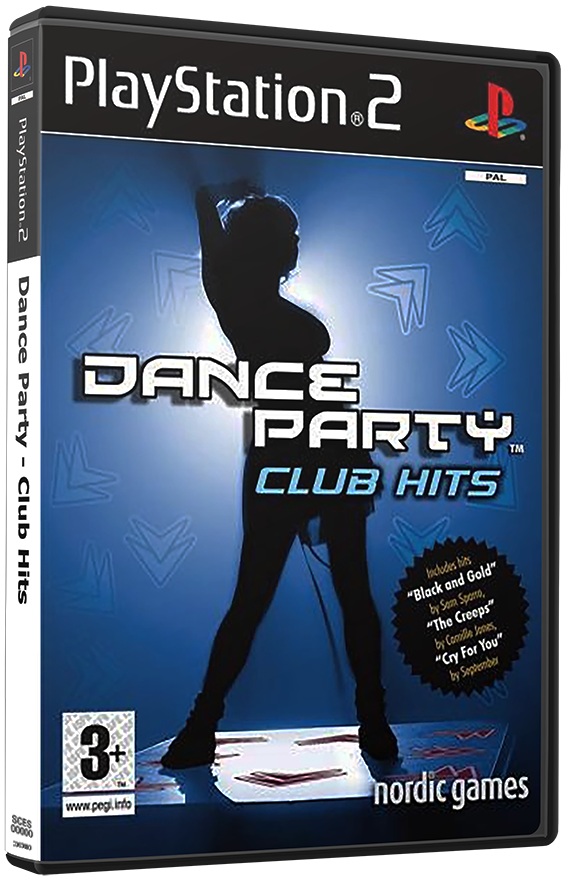 PlayStation®2
PAL
DANCE
PARTY™
CLUB HITS
Includes hits
"Black and Gold"
by Sam Sparro,
"The Creeps"
by Camille Jones,
"Cry For You"
by September
3+
™
www.pegi.info
nordic games
PAL
PlayStation®2
Dance Party - Club Hits
SCES
00000